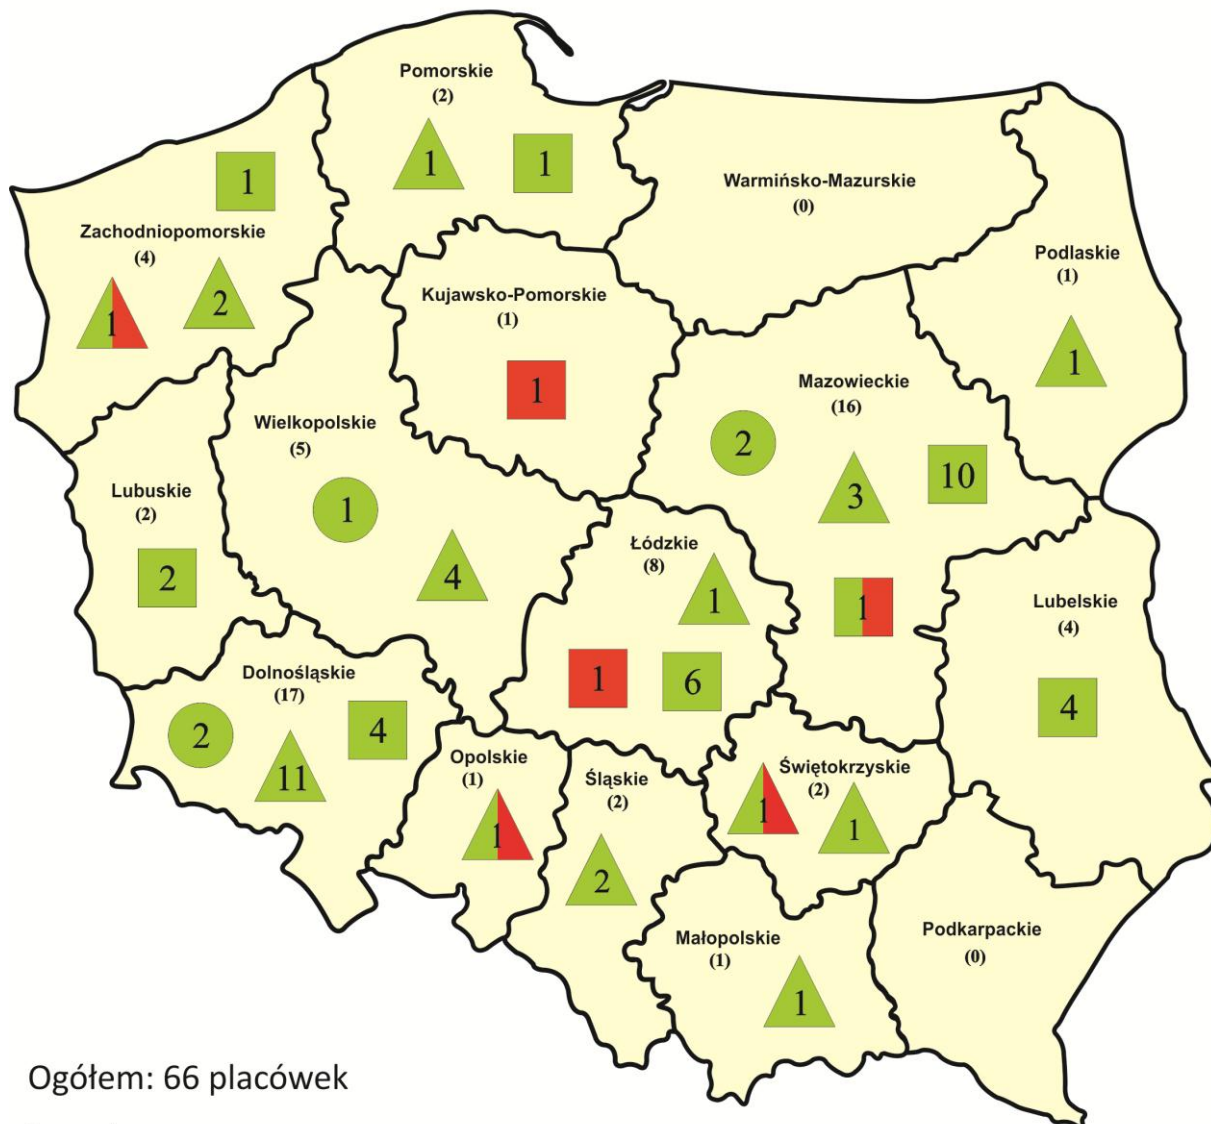 Pomorskie
(2)
1
1
Warmińsko-Mazurskie
(0)
1
Zachodniopomorskie
(4)
1
2
Podlaskie
(1)
1
Kujawsko-Pomorskie
(1)
1
Mazowieckie
(16)
2
3
10
1
Wielkopolskie
(5)
1
4
Lubuskie
(2)
2
Łódzkie
(8)
1
1
6
Lubelskie
(4)
4
Dolnośląskie
(17)
2
11
4
Opolskie
(1)
1
Śląskie
(2)
2
Świętokrzyskie
(2)
1
1
Małopolskie
(1)
1
Podkarpackie
(0)
Ogółem: 66 placówek